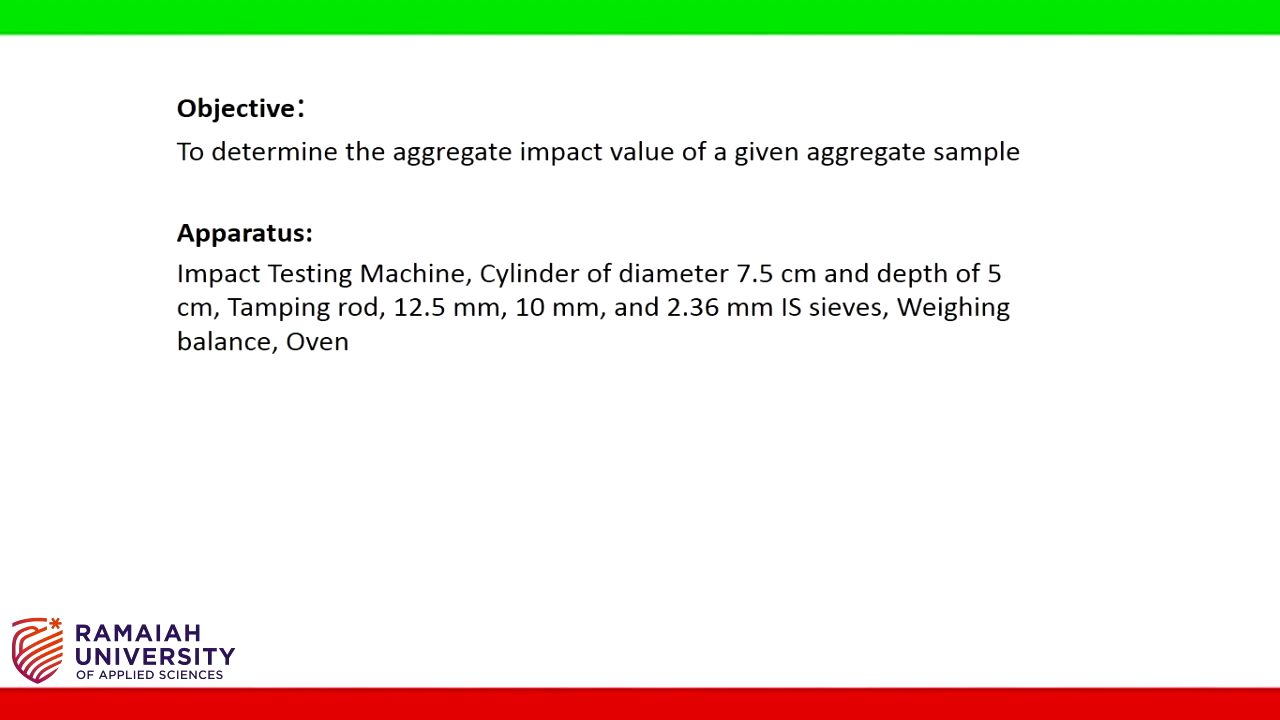 Objective:
To determine the aggregate impact value of a given aggregate sample
Apparatus:
Impact Testing Machine, Cylinder of diameter 7.5 cm and depth of 5
cm, Tamping rod, 12.5 mm, 10 mm, and 2.36 mm IS sieves, Weighing
balance, Oven
RAMAIAH
UNIVERSITY
OF APPLIED SCIENCES